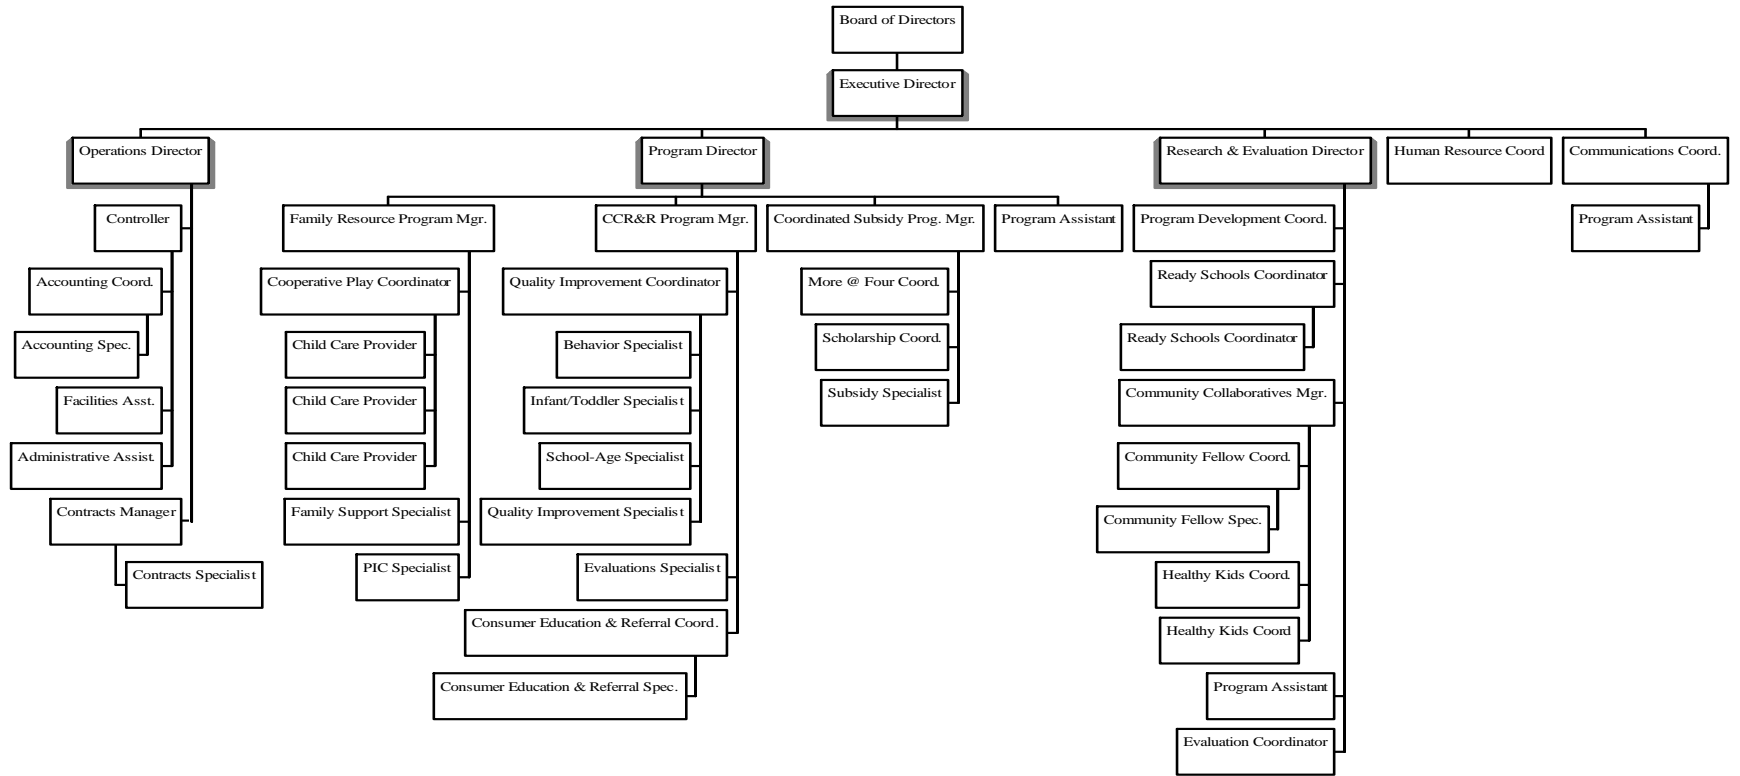 Board of Directors
Executive Director
Operations Director
Program Director
Research & Evaluation Director
Human Resource Coord
Communications Coord.
Controller
Family Resource Program Mgr.
CCR&R Program Mgr.
Coordinated Subsidy Prog. Mgr.
Program Assistant
Program Development Coord.
Program Assistant
Accounting Coord.
Cooperative Play Coordinator
Quality Improvement Coordinator
More @ Four Coord.
Ready Schools Coordinator
Accounting Spec.
Child Care Provider
Behavior Specialist
Scholarship Coord.
Ready Schools Coordinator
Facilities Asst.
Child Care Provider
Infant/Toddler Specialist
Subsidy Specialist
Community Collaboratives Mgr.
Administrative Assist.
Child Care Provider
School-Age Specialist
Community Fellow Coord.
Contracts Manager
Family Support Specialist
Quality Improvement Specialist
Community Fellow Spec.
Contracts Specialist
PIC Specialist
Evaluations Specialist
Healthy Kids Coord.
Consumer Education & Referral Coord.
Healthy Kids Coord
Consumer Education & Referral Spec.
Program Assistant
Evaluation Coordinator